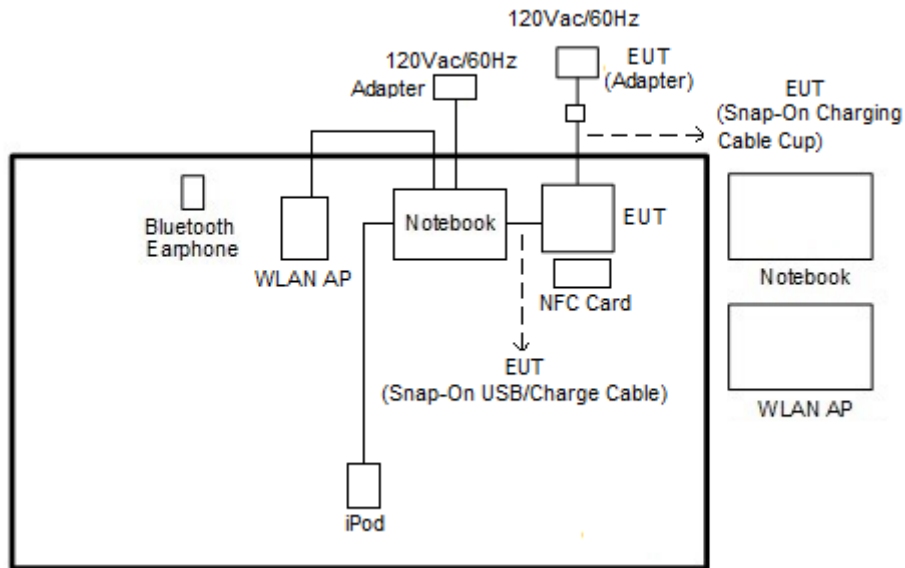 120Vac/60Hz
120Vac/60Hz
Adapter
EUT
(Adapter)
EUT
(Snap-On Charging
Cable Cup)
Bluetooth
Earphone
WLAN AP
Notebook
EUT
NFC Card
Notebook
EUT
(Snap-On USB/Charge Cable)
WLAN AP
iPod